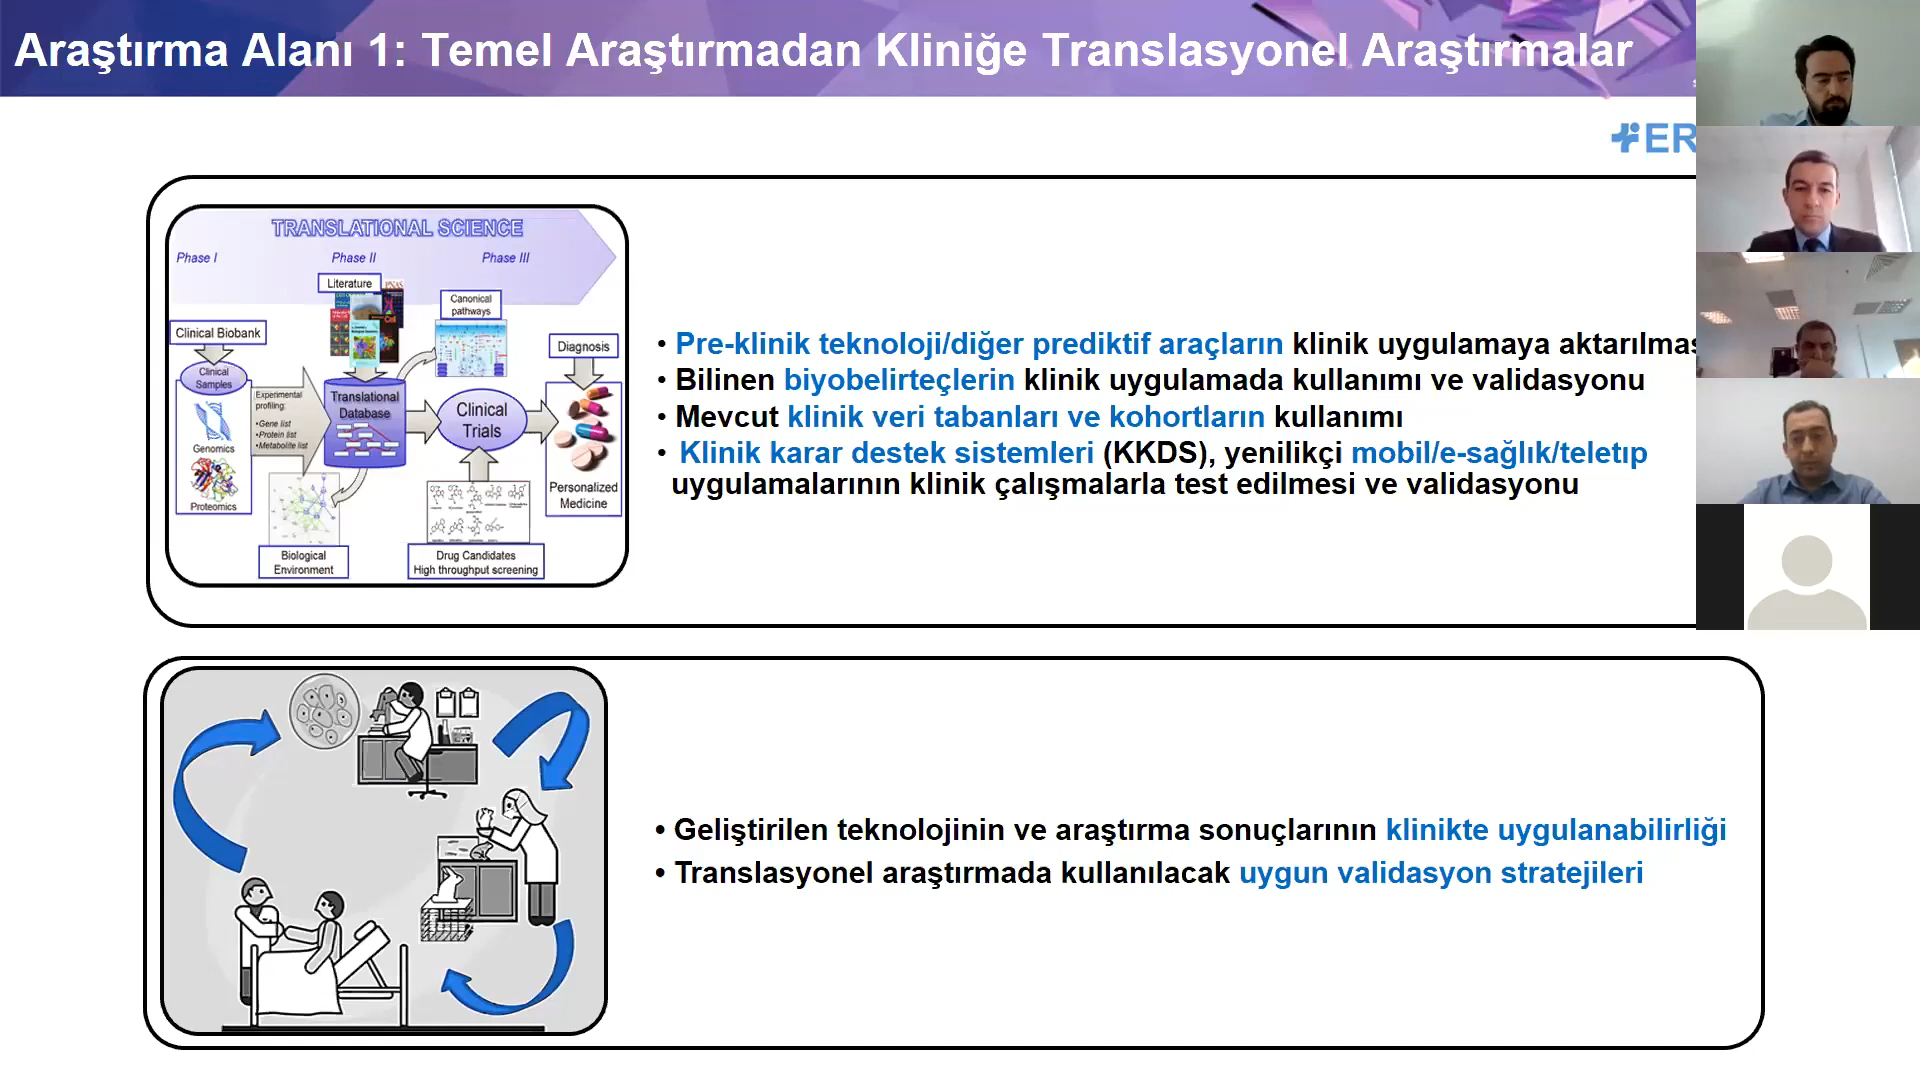 Araştırma Alanı 1: Temel Araştırmadan Kliniğe Translasyonel Araştırmalar
ER
TRANSLATIONAL SCIENCE
Phase I
Phase II
Phase III
Literature
Canonical
pathways
Clinical Biobank
Diagnosis
Clinical
Samples
Experimental
profiling:
•Gene list
•Protein list
•Metabolite list
Translational
Database
Clinical
Trials
Genomics
Proteomics
Personalized
Medicine
Biological
Environment
Drug Candidates
High throughput screening
• Pre-klinik teknoloji/diğer prediktif araçların klinik uygulamaya aktarılmas
• Bilinen biyobelirteçlerin klinik uygulamada kullanımı ve validasyonu
• Mevcut klinik veri tabanları ve kohortların kullanımı
• Klinik karar destek sistemleri (KKDS), yenilikçi mobil/e-sağlık/teletıp
uygulamalarının klinik çalışmalarla test edilmesi ve validasyonu
• Geliştirilen teknolojinin ve araştırma sonuçlarının klinikte uygulanabilirliği
• Translasyonel araştırmada kullanılacak uygun validasyon stratejileri